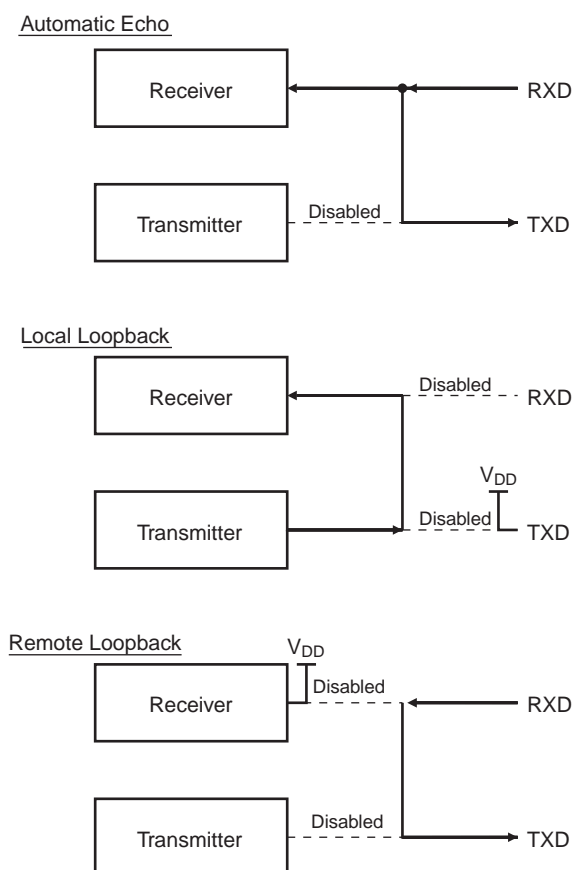 Automatic Echo
Receiver
RXD
Transmitter
Disabled
TXD
Local Loopback
Receiver
Disabled
RXD
VDD
Transmitter
Disabled
TXD
Remote Loopback
VDD
Receiver
Disabled
RXD
Transmitter
Disabled
TXD